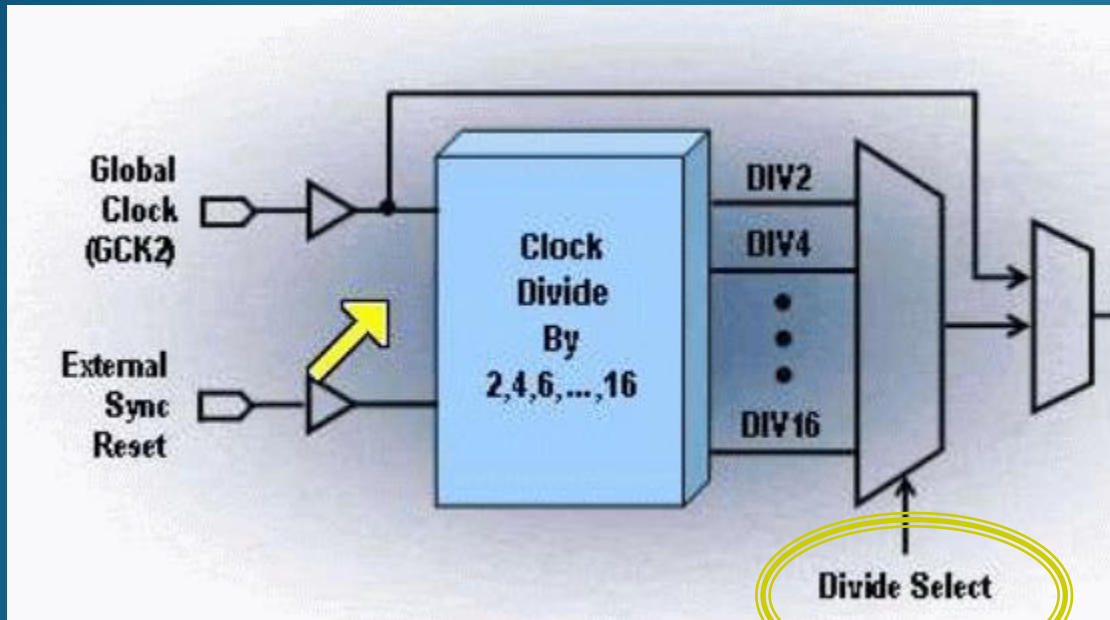 Global
Clock
(GCK2)
External
Sync
Reset
Clock
Divide
By
2,4,6,...,16
DIV2
DIV4
DIV16
Divide Select